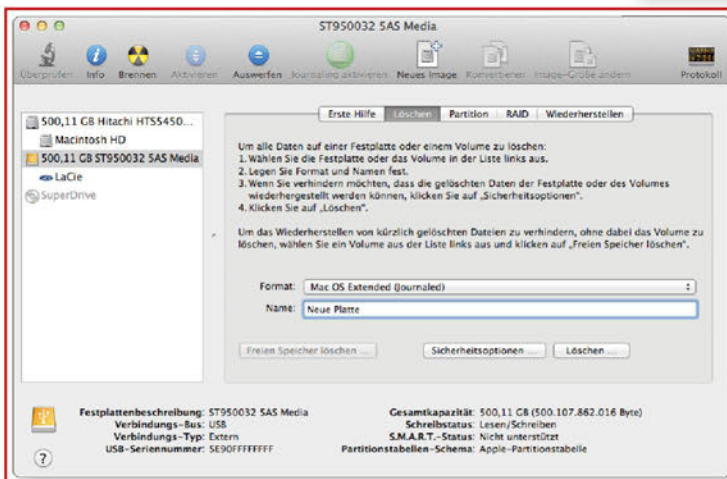 ST950032 5AS Media
Überprüfen Info Brennen Aktivieren Auswerfen Journaling aktivieren Neues Image Konvertieren Image-Größe ändern Protokoll
500,11 GB Hitachi HTS5450...
Macintosh HD
500,11 GB ST950032 5AS Media
LaCie
SuperDrive
Erste Hilfe Löschen Partition RAID Wiederherstellen
Um alle Daten auf einer Festplatte oder einem Volume zu löschen:
1. Wählen Sie die Festplatte oder das Volume in der Liste links aus.
2. Legen Sie Format und Namen fest.
3. Wenn Sie verhindern möchten, dass die gelöschten Daten der Festplatte oder des Volumes
wiederhergestellt werden können, klicken Sie auf „Sicherheitsoptionen“.
4. Klicken Sie auf „Löschen“.
Um das Wiederherstellen von kürzlich gelöschten Dateien zu verhindern, ohne dabei das Volume zu
löschen, wählen Sie ein Volume aus der Liste links aus und klicken auf „Freien Speicher löschen“.
Format: Mac OS Extended (Journaled)
Name: Neue Platte
Freien Speicher löschen ... Sicherheitsoptionen ... Löschen ...
Festplattenbeschreibung: ST950032 5AS Media
Verbindungs-Bus: USB
Verbindungs-Typ: Extern
USB-Seriennummer: 5E90FFFFFFFF
Gesamtkapazität: 500,11 GB (500.107.862.016 Byte)
Schreibstatus: Lesen/Schreiben
S.M.A.R.T.-Status: Nicht unterstützt
Partitionstabellen-Schema: Apple-Partitionstabelle
?